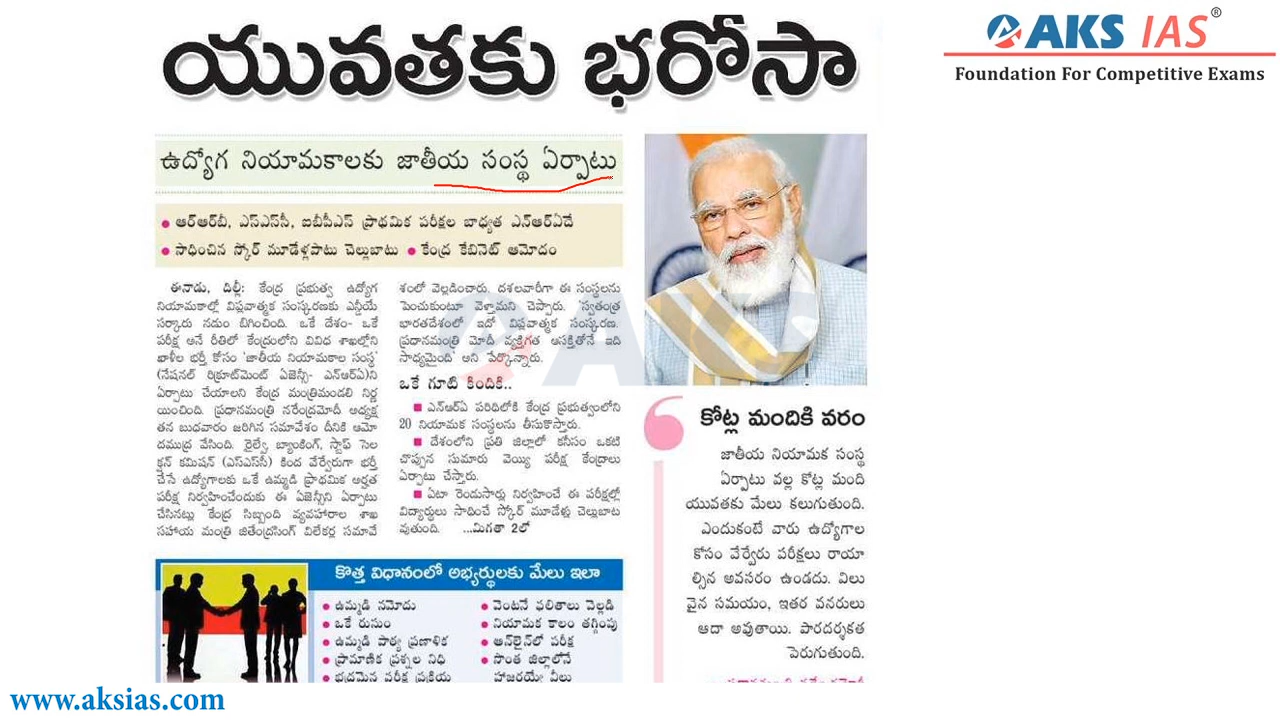 యువతకు భరోసా
AKS IAS®
Foundation For Competitive Exams
ఉద్యోగ నియామకాలకు జాతీయ సంస్థ ఏర్పాటు
• ఆర్ఆర్‌బీ, ఎస్ఎస్‌సీ, ఐబీపీఎస్ ప్రాథమిక పరీక్షల బాధ్యత ఎన్ఆర్ఏదే
• సాధించిన స్కోర్ మూడేళ్లపాటు చెల్లుబాటు • కేంద్ర కేబినెట్ ఆమోదం
ఈనాడు, దిల్లీ: కేంద్ర ప్రభుత్వ ఉద్యోగ
నియామకాల్లో విప్లవాత్మక సంస్కరణకు ఎన్డీయే
సర్కారు నడుం బిగించింది. ఒకే దేశం- ఒకే
పరీక్ష అనే రీతిలో కేంద్రంలోని వివిధ శాఖల్లోని
ఖాళీల భర్తీ కోసం 'జాతీయ నియామకాల సంస్థ'
(నేషనల్ రిక్రూట్‌మెంట్ ఏజెన్సీ- ఎన్ఆర్ఏ)ని
ఏర్పాటు చేయాలని కేంద్ర మంత్రిమండలి నిర్ణ
యించింది. ప్రధానమంత్రి నరేంద్రమోదీ అధ్యక్ష
తన బుధవారం జరిగిన సమావేశం దీనికి ఆమో
దముద్ర వేసింది. రైల్వే, బ్యాంకింగ్, స్టాఫ్ సెల
క్షన్ కమిషన్ (ఎస్ఎస్‌సీ) కింద వేర్వేరుగా భర్తీ
చేసే ఉద్యోగాలకు ఒకే ఉమ్మడి ప్రాథమిక అర్హత
పరీక్ష నిర్వహించేందుకు ఈ ఏజెన్సీని ఏర్పాటు
చేసినట్లు కేంద్ర సిబ్బంది వ్యవహారాల శాఖ
సహాయ మంత్రి జితేంద్రసింగ్ విలేకర్ల సమావే
శంలో వెల్లడించారు. దశలవారీగా ఈ సంస్థలను
పెంచుకుంటూ వెళ్తామని చెప్పారు. 'స్వతంత్ర
భారతదేశంలో ఇదో విప్లవాత్మక సంస్కరణ.
ప్రధానమంత్రి మోదీ వ్యక్తిగత ఆసక్తితోనే ఇది
సాధ్యమైంది' అని పేర్కొన్నారు.
ఒకే గూటి కిందికి..
■ ఎన్ఆర్ఏ పరిధిలోకి కేంద్ర ప్రభుత్వంలోని
20 నియామక సంస్థలను తీసుకొస్తారు.
■ దేశంలోని ప్రతి జిల్లాలో కనీసం ఒకటి
చొప్పున సుమారు వెయ్యి పరీక్ష కేంద్రాలు
ఏర్పాటు చేస్తారు.
■ ఏటా రెండుసార్లు నిర్వహించే ఈ పరీక్షల్లో
విద్యార్థులు సాధించే స్కోర్ మూడేళ్లు చెల్లుబాట
వుతుంది. ...మిగతా 2లో
కోట్ల మందికి వరం
జాతీయ నియామక సంస్థ
ఏర్పాటు వల్ల కోట్ల మంది
యువతకు మేలు కలుగుతుంది.
ఎందుకంటే వారు ఉద్యోగాల
కోసం వేర్వేరు పరీక్షలు రాయా
ల్సిన అవసరం ఉండదు. విలు
వైన సమయం, ఇతర వనరులు
ఆదా అవుతాయి. పారదర్శకత
పెరుగుతుంది.
కొత్త విధానంలో అభ్యర్థులకు మేలు ఇలా
• ఉమ్మడి నమోదు
• ఒకే రుసుం
• ఉమ్మడి పాఠ్య ప్రణాళిక
• ప్రామాణిక ప్రశ్నల నిధి
• భద్రమైన పరీక్ష ప్రక్రియ
• వెంటనే ఫలితాలు వెల్లడి
• నియామక కాలం తగ్గింపు
• ఆన్‌లైన్‌లో పరీక్ష
• సొంత జిల్లాలోనే
హాజరయ్యే వీలు
www.aksias.com